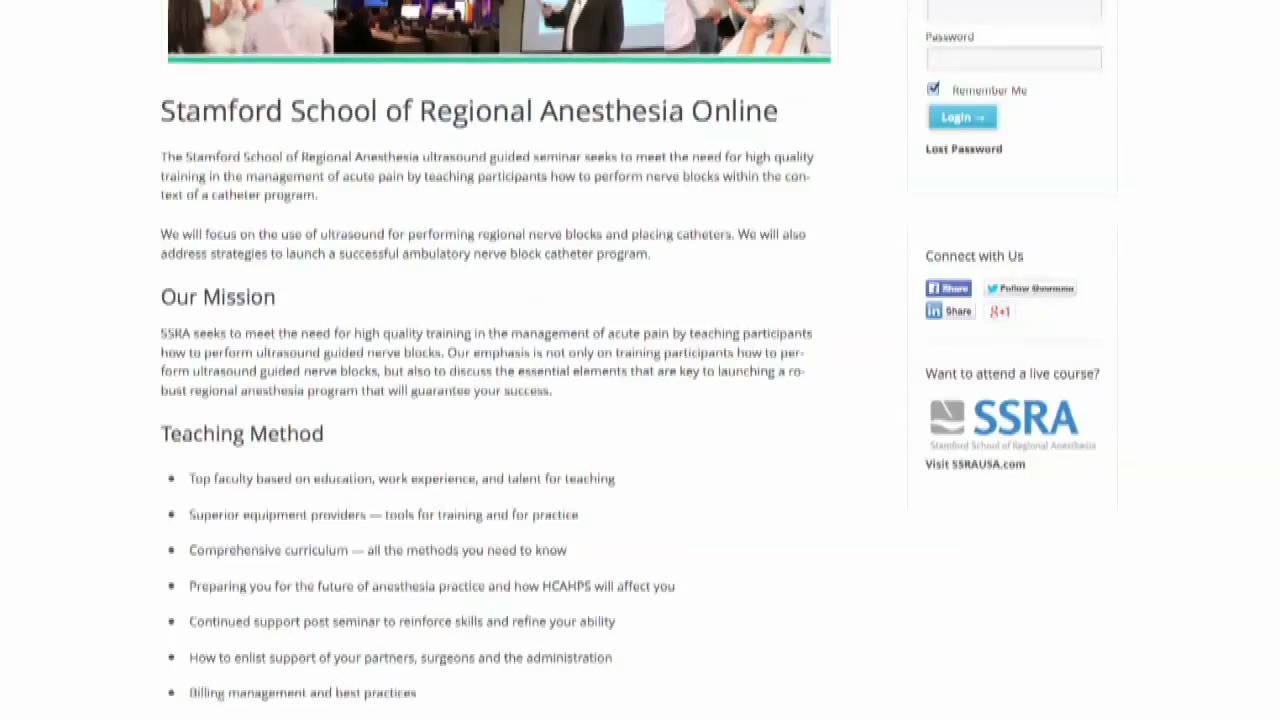 Stamford School of Regional Anesthesia Online
The Stamford School of Regional Anesthesia ultrasound guided seminar seeks to meet the need for high quality
training in the management of acute pain by teaching participants how to perform nerve blocks within the con-
text of a catheter program.
We will focus on the use of ultrasound for performing regional nerve blocks and placing catheters. We will also
address strategies to launch a successful ambulatory nerve block catheter program.
Our Mission
SSRA seeks to meet the need for high quality training in the management of acute pain by teaching participants
how to perform ultrasound guided nerve blocks. Our emphasis is not only on training participants how to per-
form ultrasound guided nerve blocks, but also to discuss the essential elements that are key to launching a ro-
bust regional anesthesia program that will guarantee your success.
Teaching Method
• Top faculty based on education, work experience, and talent for teaching
• Superior equipment providers — tools for training and for practice
• Comprehensive curriculum — all the methods you need to know
• Preparing you for the future of anesthesia practice and how HCAHPS will affect you
• Continued support post seminar to reinforce skills and refine your ability
• How to enlist support of your partners, surgeons and the administration
• Billing management and best practices
Password
Remember Me
Login →
Lost Password
Connect with Us
Share
Follow
Share
g+1
Want to attend a live course?
SSRA
Stamford School of Regional Anesthesia
Visit SSRAUSA.com